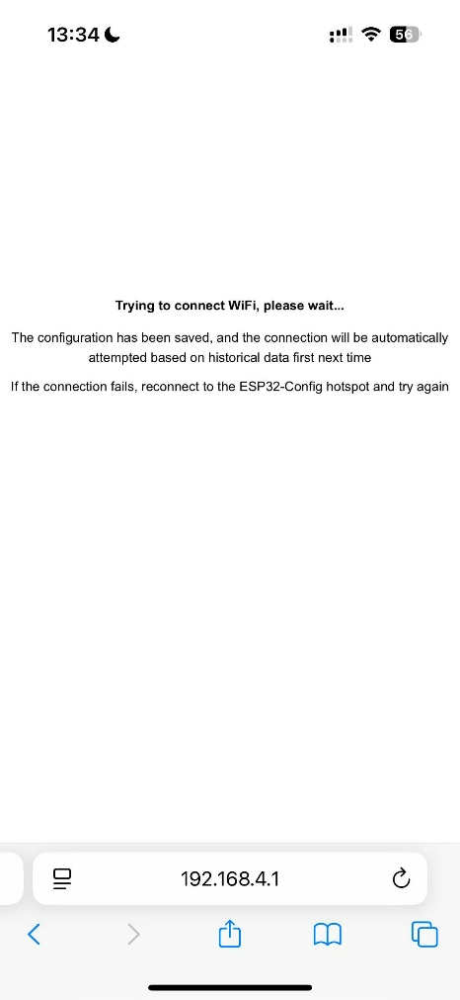 13:34
56
Trying to connect WiFi, please wait...
The configuration has been saved, and the connection will be automatically
attempted based on historical data first next time
If the connection fails, reconnect to the ESP32-Config hotspot and try again
192.168.4.1